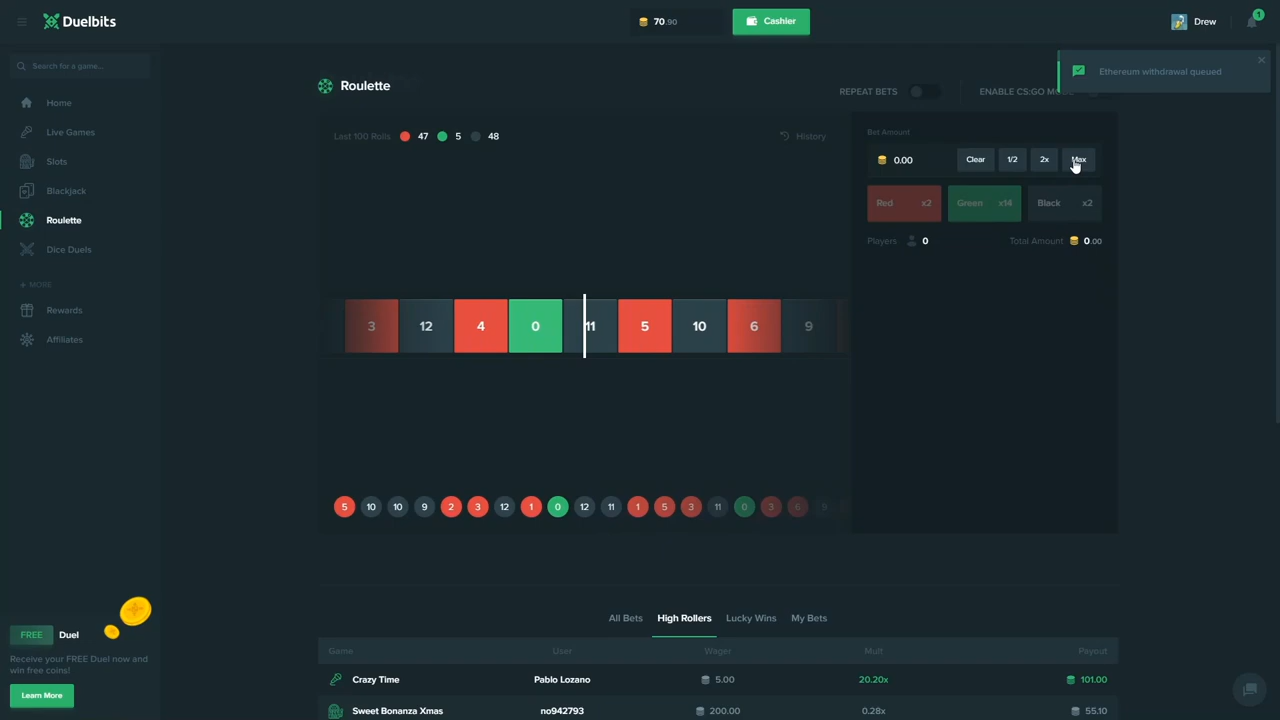 Duelbits
70.90
Cashier
Drew
1
Search for a game...
Home
Live Games
Slots
Blackjack
Roulette
Dice Duels
+ MORE
Rewards
Affiliates
FREE Duel
Receive your FREE Duel now and
win free coins!
Learn More
Roulette
REPEAT BETS
ENABLE CS:GO MO
Ethereum withdrawal queued
Last 100 Rolls 47 5 48
History
3 12 4 0 11 5 10 6 9
5 10 10 9 2 3 12 1 0 12 11 1 5 3 11 0 3 6 9
Bet Amount
0.00 Clear 1/2 2x Max
Red x2 Green x14 Black x2
Players 0 Total Amount 0.00
All Bets High Rollers Lucky Wins My Bets
Game User Wager Mult Payout
Crazy Time Pablo Lozano 5.00 20.20x 101.00
Sweet Bonanza Xmas no942793 200.00 0.28x 55.10